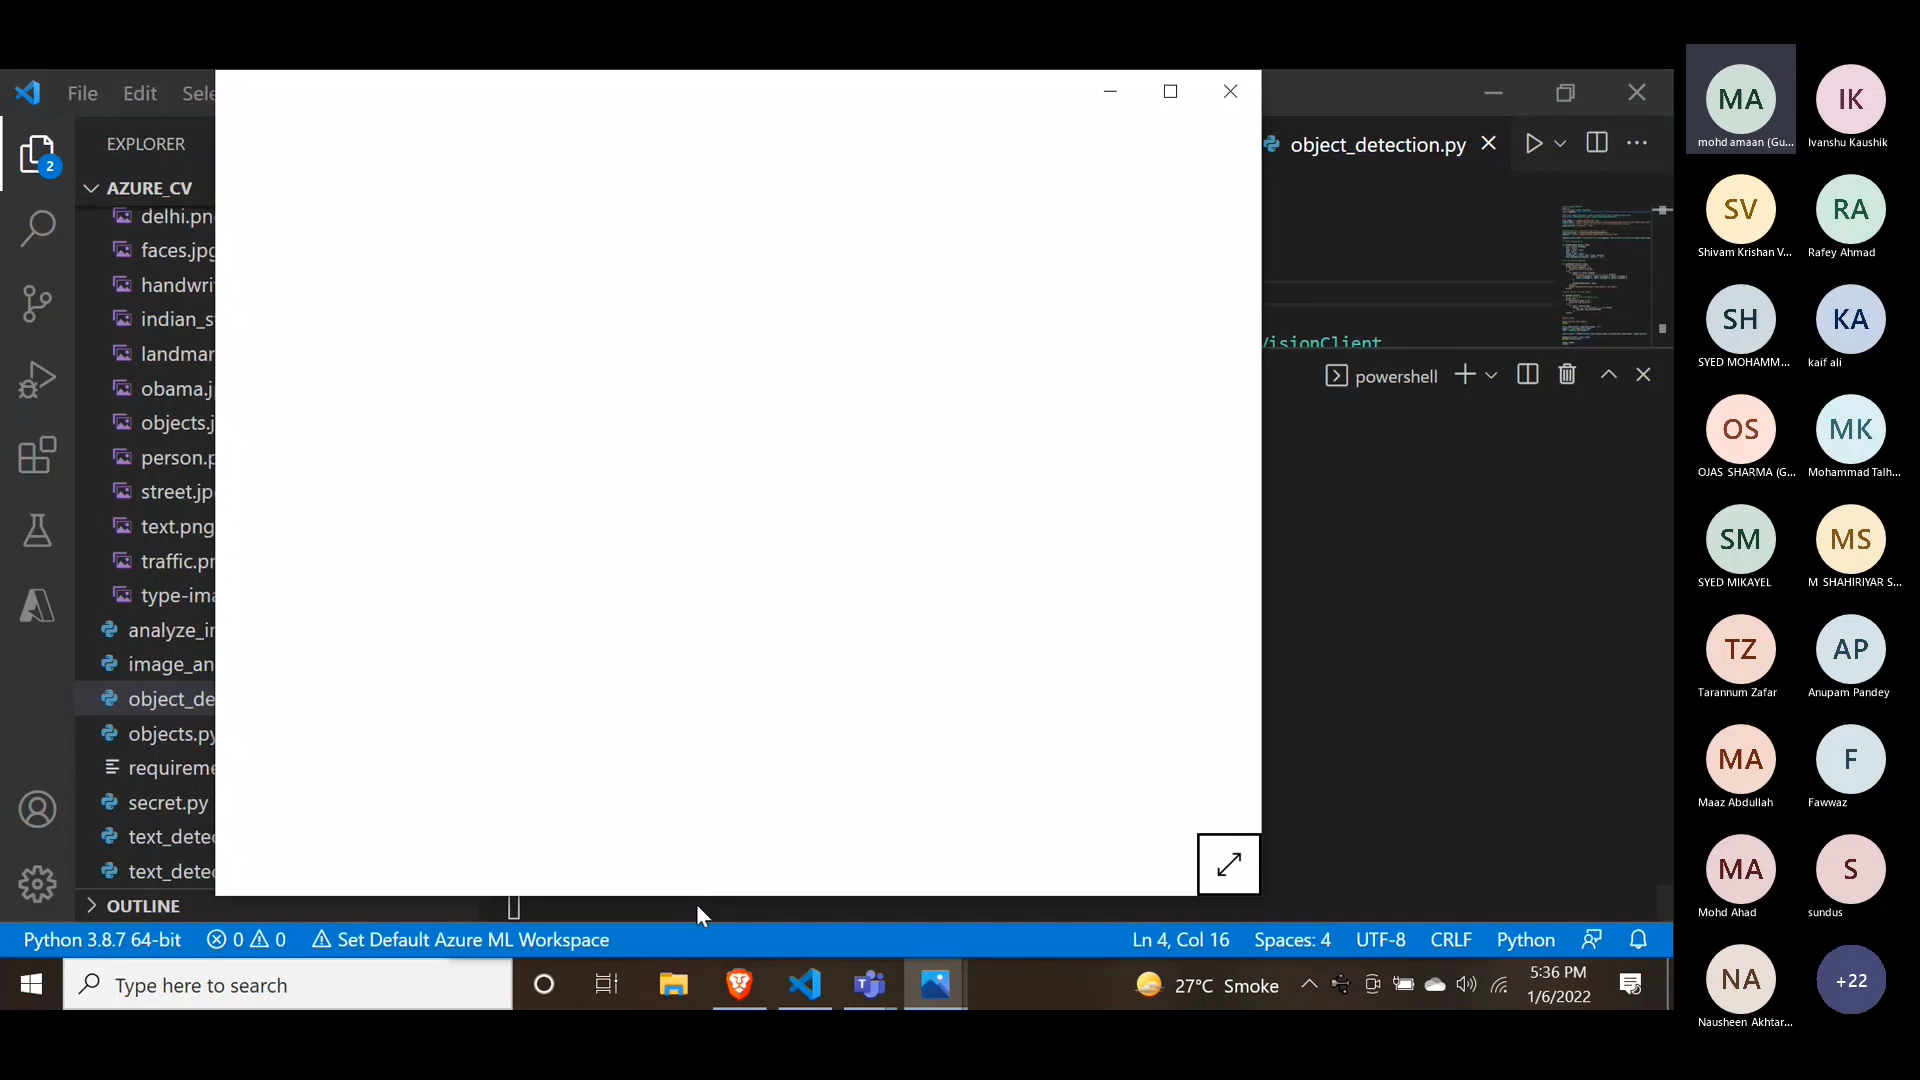 File Edit Sele
EXPLORER
2
AZURE_CV
delhi.pn
faces.jpg
handwri
indian_s
landmar
obama.j
objects.j
person.p
street.jp
text.png
traffic.pr
type-ima
analyze_ir
image_an
object_de
objects.py
requireme
secret.py
text_detec
text_detec
OUTLINE
object_detection.py
VisionClient
powershell
Python 3.8.7 64-bit 0 0 Set Default Azure ML Workspace Ln 4, Col 16 Spaces: 4 UTF-8 CRLF Python
Type here to search
27°C Smoke
5:36 PM
1/6/2022
MA
mohd amaan (Gu...
IK
Ivanshu Kaushik
SV
Shivam Krishan V...
RA
Rafey Ahmad
SH
SYED MOHAMM...
KA
kaif ali
OS
OJAS SHARMA (G...
MK
Mohammad Talh...
SM
SYED MIKAYEL
MS
M SHAHIRIYAR S...
TZ
Tarannum Zafar
AP
Anupam Pandey
MA
Maaz Abdullah
F
Fawwaz
MA
Mohd Ahad
S
sundus
NA
Nausheen Akhtar...
+22